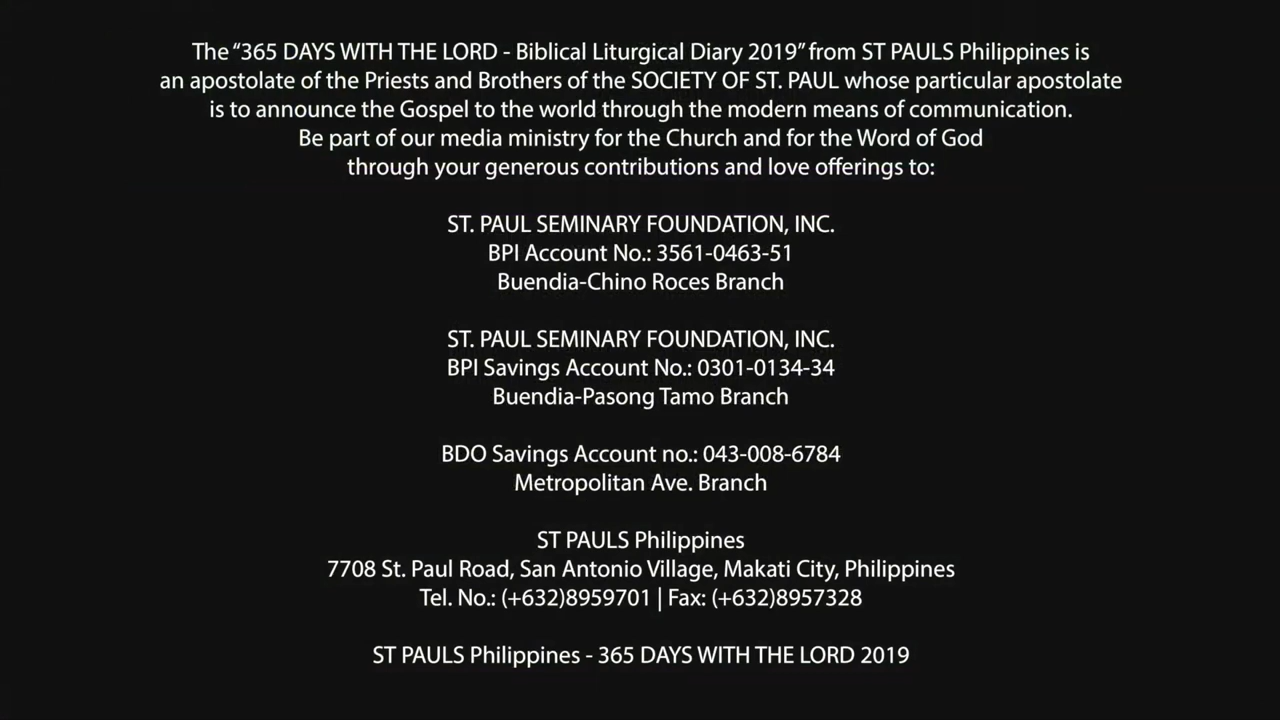 The “365 DAYS WITH THE LORD - Biblical Liturgical Diary 2019” from ST PAULS Philippines is
an apostolate of the Priests and Brothers of the SOCIETY OF ST. PAUL whose particular apostolate
is to announce the Gospel to the world through the modern means of communication.
Be part of our media ministry for the Church and for the Word of God
through your generous contributions and love offerings to:
ST. PAUL SEMINARY FOUNDATION, INC.
BPI Account No.: 3561-0463-51
Buendia-Chino Roces Branch
ST. PAUL SEMINARY FOUNDATION, INC.
BPI Savings Account No.: 0301-0134-34
Buendia-Pasong Tamo Branch
BDO Savings Account no.: 043-008-6784
Metropolitan Ave. Branch
ST PAULS Philippines
7708 St. Paul Road, San Antonio Village, Makati City, Philippines
Tel. No.: (+632)8959701 | Fax: (+632)8957328
ST PAULS Philippines - 365 DAYS WITH THE LORD 2019